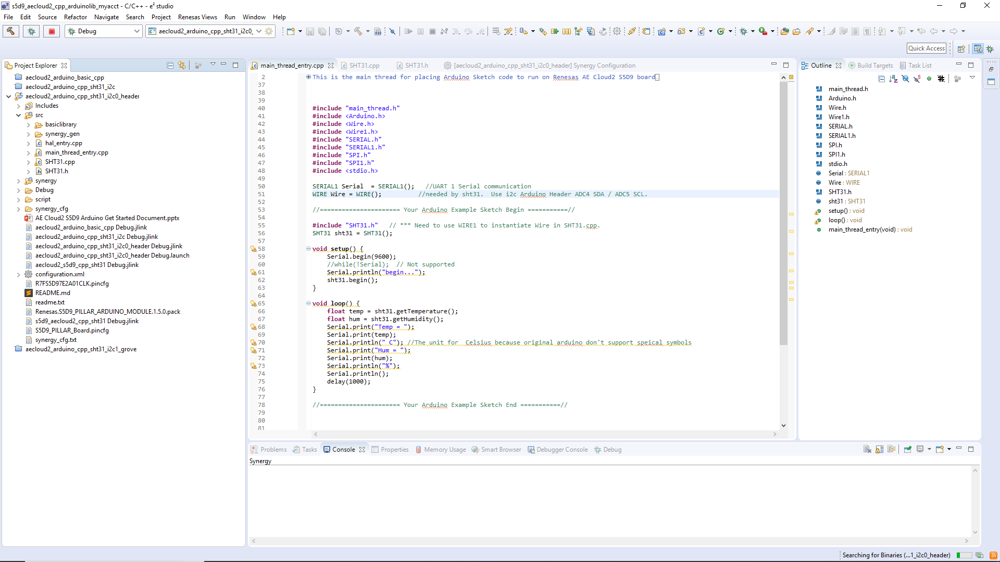 s5d9_aecloud2_cpp_arduinolib_myacct - C/C++ - e² studio
File Edit Source Refactor Navigate Search Project Renesas Views Run Window Help
Debug
aecloud2_arduino_cpp_sht31_i2c0_
Quick Access
Project Explorer
aecloud2_arduino_basic_cpp
aecloud2_arduino_cpp_sht31_i2c
aecloud2_arduino_cpp_sht31_i2c0_header
Includes
src
basiclibrary
synergy_gen
hal_entry.cpp
main_thread_entry.cpp
SHT31.cpp
SHT31.h
synergy
Debug
script
synergy_cfg
AE Cloud2 S5D9 Arduino Get Started Document.pptx
aecloud2_arduino_basic_cpp Debug.jlink
aecloud2_arduino_cpp_sht31_i2c Debug.jlink
aecloud2_arduino_cpp_sht31_i2c0_header Debug.jlink
aecloud2_arduino_cpp_sht31_i2c0_header Debug.launch
aecloud2_s5d9_cpp_sht31 Debug.jlink
configuration.xml
R7FS5D97E2A01CLK.pincfg
README.md
readme.txt
Renesas.S5D9_PILLAR_ARDUINO_MODULE.1.5.0.pack
s5d9_aecloud2_cpp_sht31 Debug.jlink
S5D9_PILLAR_Board.pincfg
synergy_cfg.txt
aecloud2_arduino_cpp_sht31_i2c1_grove
main_thread_entry.cpp SHT31.cpp SHT31.h [aecloud2_arduino_cpp_sht31_i2c0_header] Synergy Configuration
2 This is the main thread for placing Arduino Sketch code to run on Renesas AE Cloud2 S5D9 board
37
38
39
40 #include "main_thread.h"
41 #include <Arduino.h>
42 #include <Wire.h>
43 #include <Wire1.h>
44 #include "SERIAL.h"
45 #include "SERIAL1.h"
46 #include "SPI.h"
47 #include "SPI1.h"
48 #include <stdio.h>
49
50 SERIAL1 Serial  = SERIAL1();   //UART 1 Serial communication
51 WIRE Wire = WIRE();          //needed by sht31.  Use i2c Arduino Header ADC4 SDA / ADC5 SCL.
52
53 //====================== Your Arduino Example Sketch Begin ===========//
54
55 #include "SHT31.h"   // *** Need to use WIRE1 to instantiate Wire in SHT31.cpp.
56 SHT31 sht31 = SHT31();
57
58 void setup() {
59     Serial.begin(9600);
60     //while(!Serial);  // Not supported
61     Serial.println("begin...");
62     sht31.begin();
63 }
64
65 void loop() {
66     float temp = sht31.getTemperature();
67     float hum = sht31.getHumidity();
68     Serial.print("Temp = ");
69     Serial.print(temp);
70     Serial.println(" C"); //The unit for  Celsius because original arduino don't support speical symbols
71     Serial.print("Hum = ");
72     Serial.print(hum);
73     Serial.println("%");
74     Serial.println();
75     delay(1000);
76 }
77
78 //====================== Your Arduino Example Sketch End ===========//
79
80
81
Outline Build Targets Task List
main_thread.h
Arduino.h
Wire.h
Wire1.h
SERIAL.h
SERIAL1.h
SPI.h
SPI1.h
stdio.h
Serial : SERIAL1
Wire : WIRE
SHT31.h
sht31 : SHT31
setup() : void
loop() : void
main_thread_entry(void) : void
Problems Tasks Console Properties Memory Usage Smart Browser Debugger Console Debug
Synergy
Searching for Binaries (...1_i2c0_header)